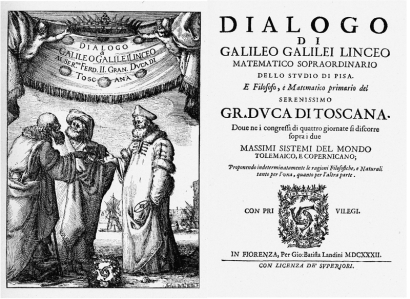 DIALOGO
di
GALILEO GALILEI LINCEO
AL SER.mo FERD. II. GRAN. DVCA DI
TOSCANA
DIALOGO
DI
GALILEO GALILEI LINCEO
MATEMATICO SOPRAORDINARIO
DELLO STVDIO DI PISA.
E Filosofo, e Matematico primario del
SERENISSIMO
GR.DVCA DI TOSCANA.
Doue ne i congressi di quattro giornate si discorre
sopra i due
MASSIMI SISTEMI DEL MONDO
TOLEMAICO, E COPERNICANO;
Proponendo indeterminatamente le ragioni Filosofiche, e Naturali
tanto per l'vna, quanto per l'altra parte.
CON PRI VILEGI.
IN FIORENZA, Per Gio: Batista Landini MDCXXXII.
CON LICENZA DE' SVPERIORI.